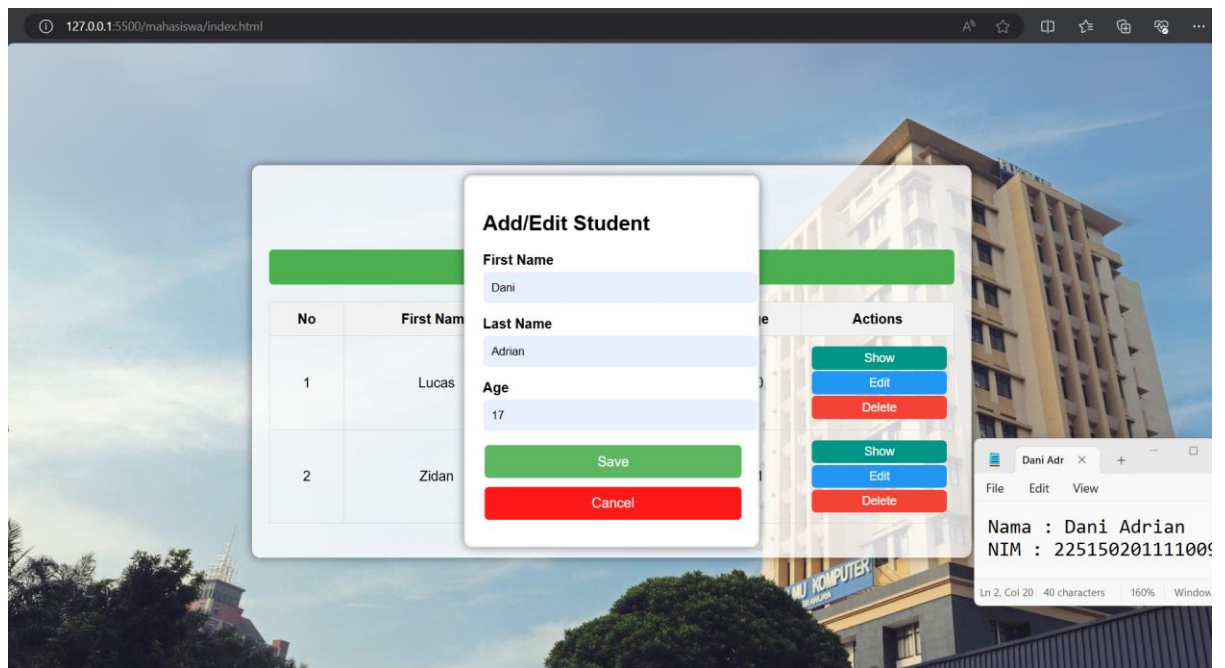 127.0.0.1:5500/mahasiswa/index.html
Add/Edit Student
First Name
Dani
Last Name
Adrian
Age
17
Save
Cancel
No First Nam Actions
1 Lucas Show
Edit
Delete
2 Zidan Show
Edit
Delete
ILMU KOMPUTER
Dani Adr
File Edit View
Nama : Dani Adrian
NIM : 225150201111009
Ln 2, Col 20 40 characters 160% Window